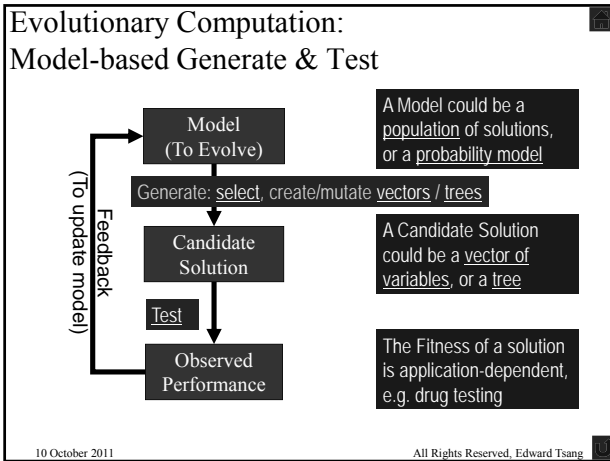 Evolutionary Computation:
Model-based Generate & Test
Model
(To Evolve)
A Model could be a
population of solutions,
or a probability model
Generate: select, create/mutate vectors / trees
Feedback
(To update model)
Candidate
Solution
A Candidate Solution
could be a vector of
variables, or a tree
Test
Observed
Performance
The Fitness of a solution
is application-dependent,
e.g. drug testing
10 October 2011
All Rights Reserved, Edward Tsang